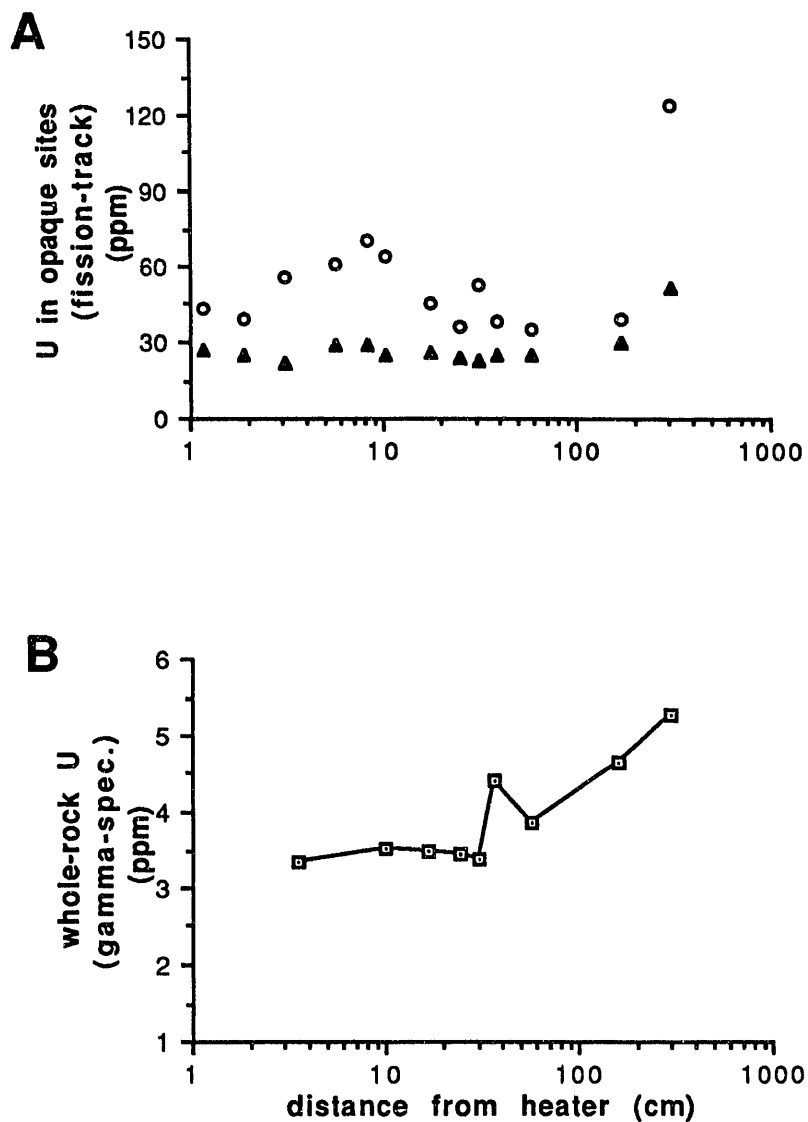 A
U in opaque sites
(fission-track)
(ppm)
150
120
90
60
30
0
1 10 100 1000
B
whole-rock U
(gamma-spec.)
(ppm)
6
5
4
3
2
1
1 10 100 1000
distance from heater (cm)